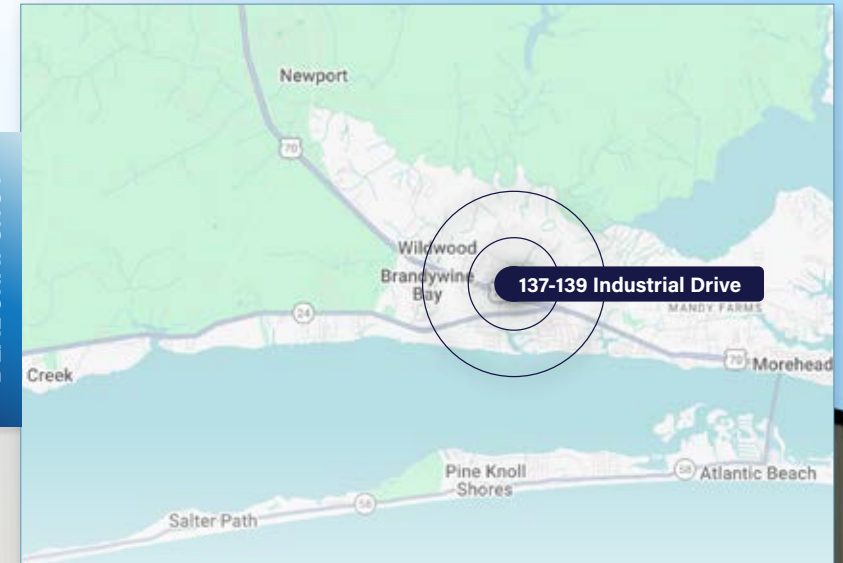 Newport
70
Wildwood
Brandywine
Bay
137-139 Industrial Drive
MANDY FARMS
24
70
Morehead
Creek
Pine Knoll
Shores
58
Atlantic Beach
58
Salter Path